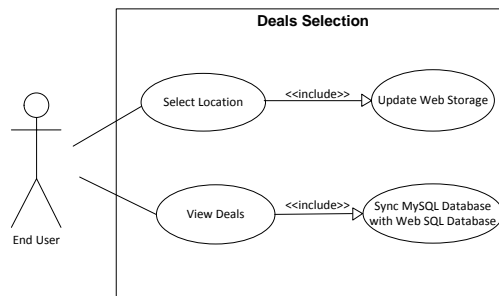 Deals Selection
Select Location
<<include>>
Update Web Storage
View Deals
<<include>>
Sync MySQL Database
with Web SQL Database
End User